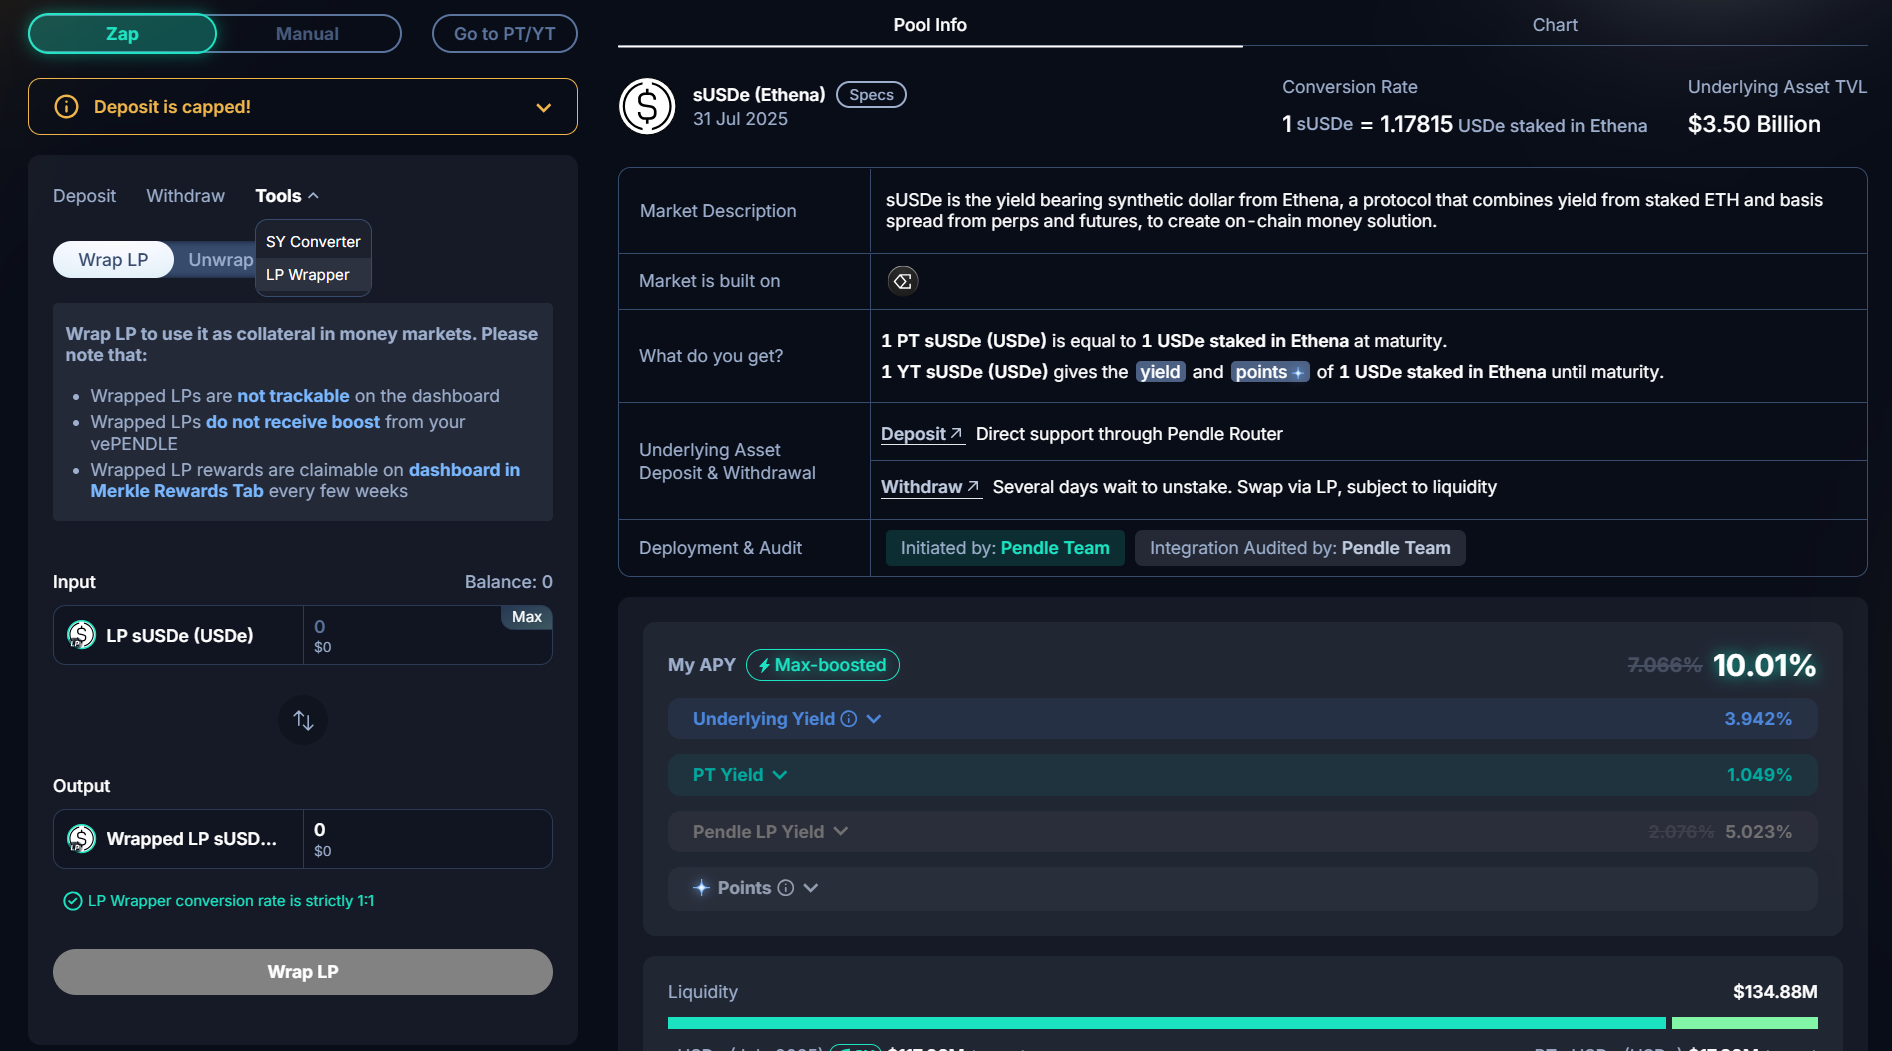 Zap
Manual
Go to PT/YT
Deposit is capped!
Deposit
Withdraw
Tools
SY Converter
LP Wrapper
Wrap LP
Unwrap
Wrap LP to use it as collateral in money markets. Please
note that:
Wrapped LPs are not trackable on the dashboard
Wrapped LPs do not receive boost from your
vePENDLE
Wrapped LP rewards are claimable on dashboard in
Merkle Rewards Tab every few weeks
Input
Balance: 0
LP sUSDe (USDe)
0
$0
Max
Output
Wrapped LP sUSD...
0
$0
LP Wrapper conversion rate is strictly 1:1
Wrap LP
Pool Info
Chart
sUSDe (Ethena)
Specs
31 Jul 2025
Conversion Rate
1 sUSDe = 1.17815 USDe staked in Ethena
Underlying Asset TVL
$3.50 Billion
Market Description
sUSDe is the yield bearing synthetic dollar from Ethena, a protocol that combines yield from staked ETH and basis
spread from perps and futures, to create on-chain money solution.
Market is built on
What do you get?
1 PT sUSDe (USDe) is equal to 1 USDe staked in Ethena at maturity.
1 YT sUSDe (USDe) gives the yield and points of 1 USDe staked in Ethena until maturity.
Underlying Asset
Deposit & Withdrawal
Deposit Direct support through Pendle Router
Withdraw Several days wait to unstake. Swap via LP, subject to liquidity
Deployment & Audit
Initiated by: Pendle Team
Integration Audited by: Pendle Team
My APY
Max-boosted
7.066% 10.01%
Underlying Yield
3.942%
PT Yield
1.049%
Pendle LP Yield
2.076% 5.023%
Points
Liquidity
$134.88M